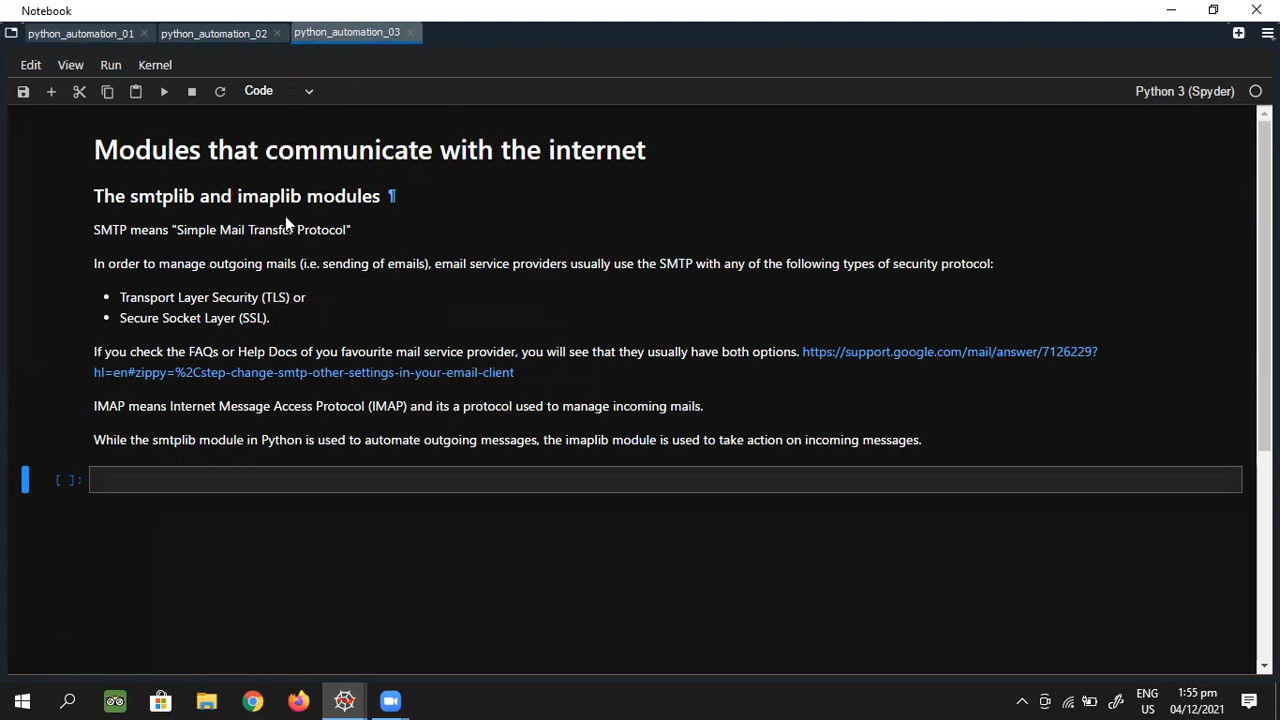 Notebook
python_automation_01
python_automation_02
python_automation_03
Edit View Run Kernel
Code
Python 3 (Spyder)
Modules that communicate with the internet
The smtplib and imaplib modules ¶
SMTP means "Simple Mail Transfer Protocol"
In order to manage outgoing mails (i.e. sending of emails), email service providers usually use the SMTP with any of the following types of security protocol:
• Transport Layer Security (TLS) or
• Secure Socket Layer (SSL).
If you check the FAQs or Help Docs of you favourite mail service provider, you will see that they usually have both options. https://support.google.com/mail/answer/7126229?
hl=en#zippy=%2Cstep-change-smtp-other-settings-in-your-email-client
IMAP means Internet Message Access Protocol (IMAP) and its a protocol used to manage incoming mails.
While the smtplib module in Python is used to automate outgoing messages, the imaplib module is used to take action on incoming messages.
[ ]:
ENG
US
1:55 pm
04/12/2021